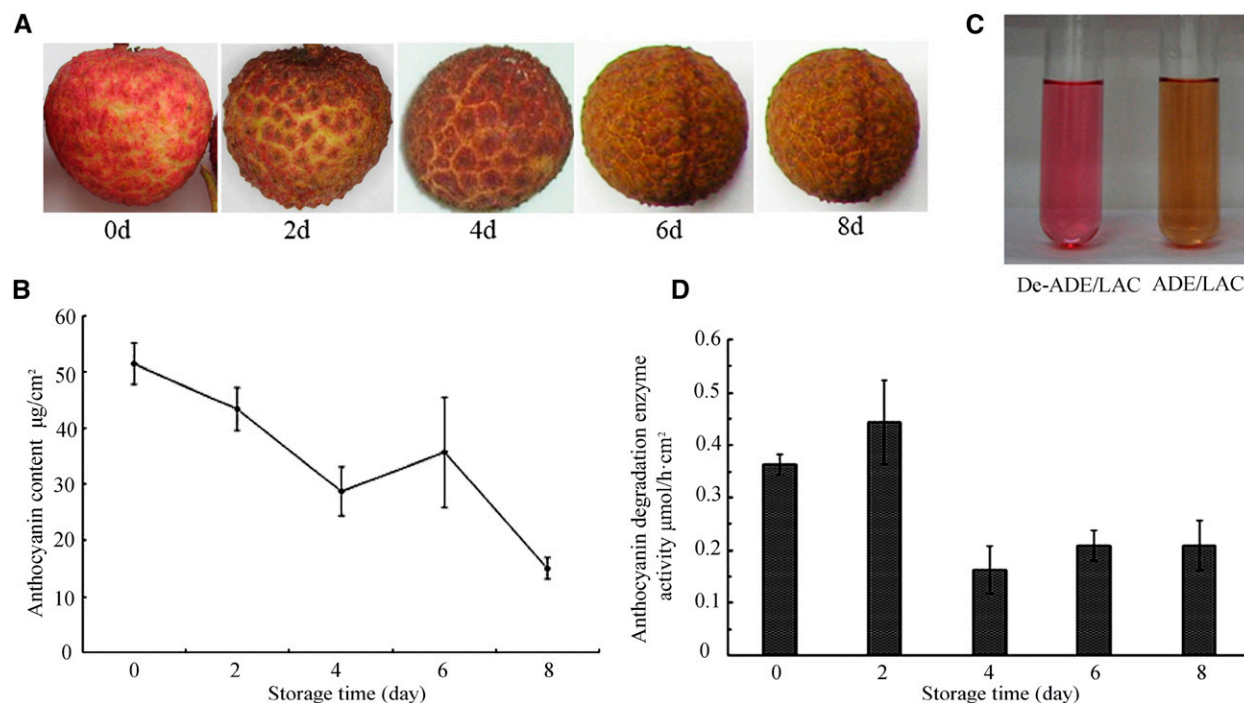 A
0d 2d 4d 6d 8d
C
De-ADE/LAC ADE/LAC
B
Anthocyanin content μg/cm²
60
50
40
30
20
10
0
0 2 4 6 8
Storage time (day)
D
Anthocyanin degradation enzyme
activity μmol/h·cm²
0.6
0.5
0.4
0.3
0.2
0.1
0
0 2 4 6 8
Storage time (day)